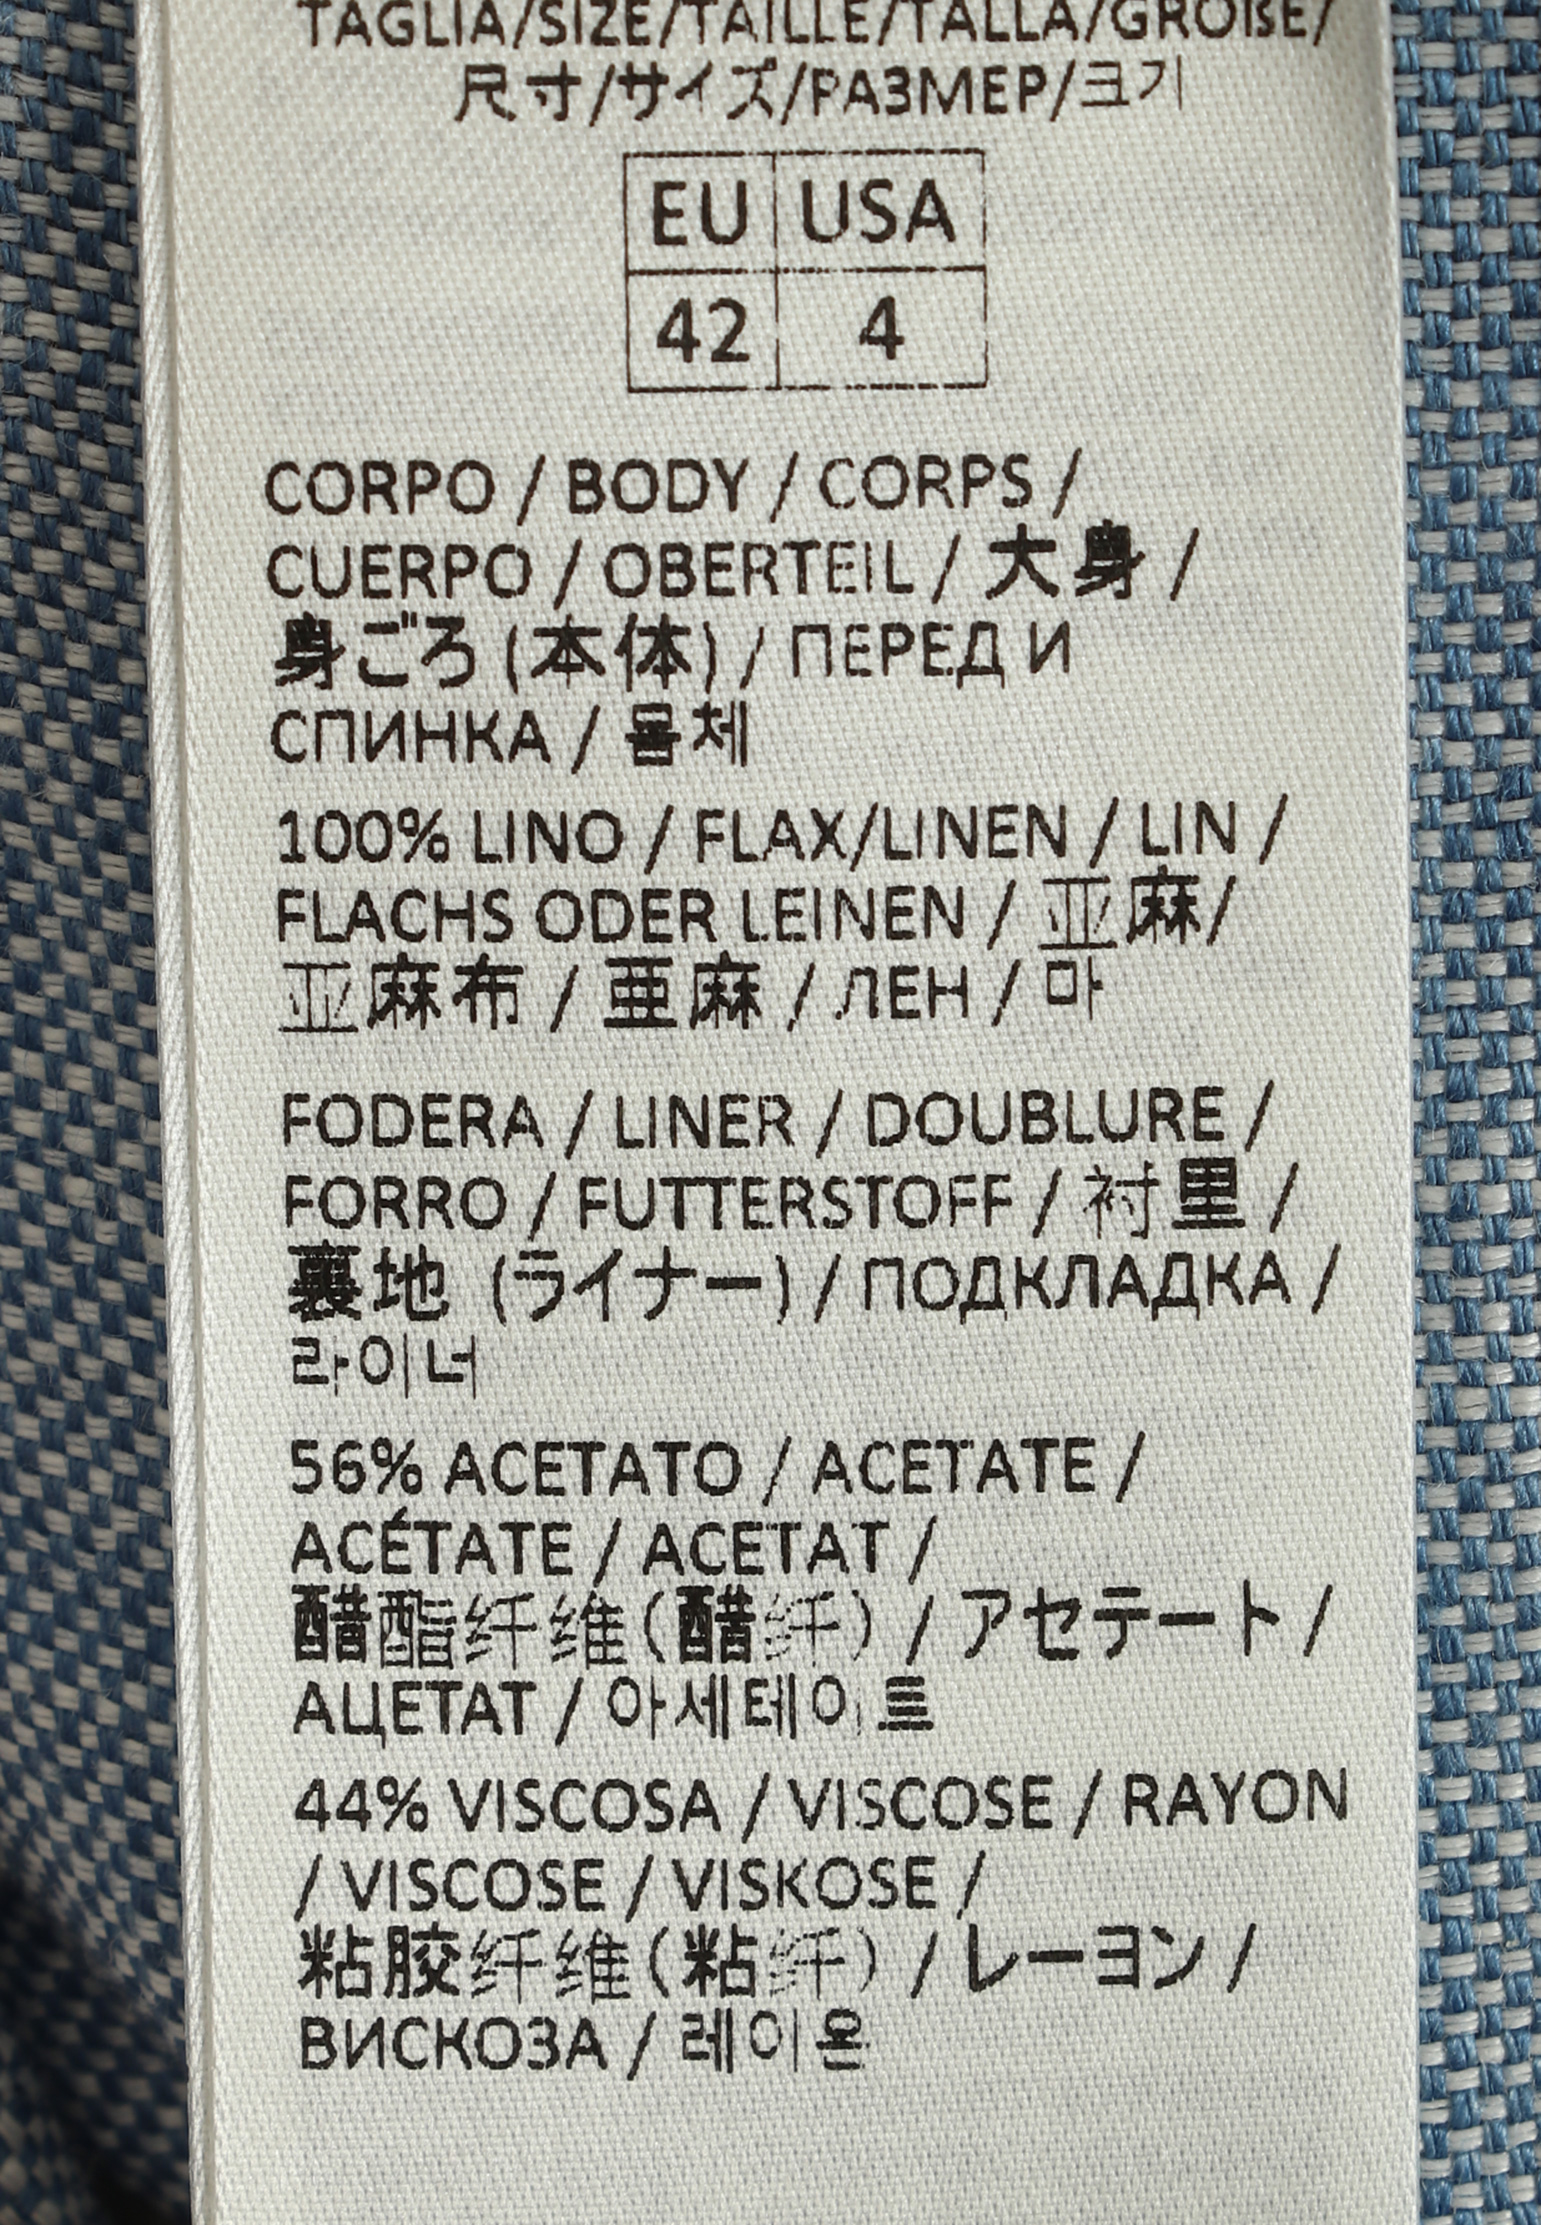 TAGLIA/SIZE/TAILLE/TALLA/GRÖßE/
尺寸/サイズ/РАЗМЕР/크기
EU USA
42 4
CORPO / BODY / CORPS /
CUERPO / OBERTEIL / 大身 /
身ごろ (本体) / ПЕРЕД И
СПИНКА / 몸체
100% LINO / FLAX/LINEN / LIN /
FLACHS ODER LEINEN / 亚麻/
亚麻布 / 亜麻 / ЛЕН / 마
FODERA / LINER / DOUBLURE /
FORRO / FUTTERSTOFF / 衬里 /
裏地 (ライナー) / ПОДКЛАДКА /
라이너
56% ACETATO / ACETATE /
ACÉTATE / ACETAT /
醋酯纤维(醋纤) / アセテート /
АЦЕТАТ / 아세테이트
44% VISCOSA / VISCOSE / RAYON
/ VISCOSE / VISKOSE /
粘胶纤维(粘纤) / レーヨン /
ВИСКОЗА / 레이온